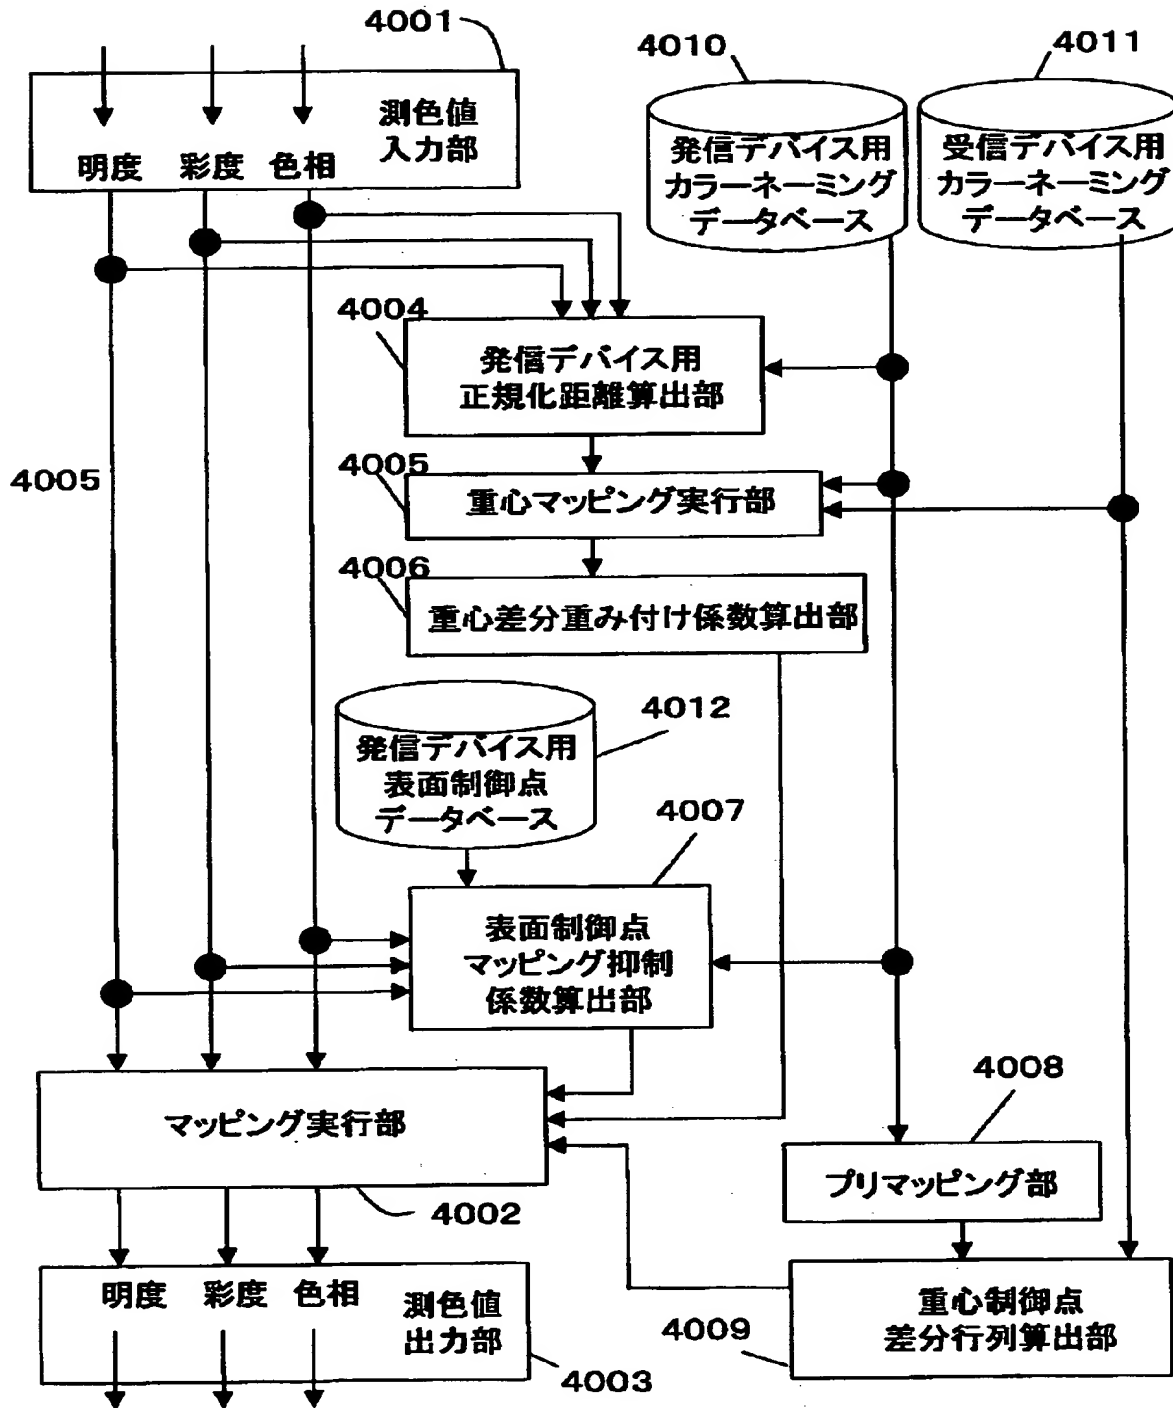 4001
測色値
入力部
明度 彩度 色相
4010
発信デバイス用
カラーネーミング
データベース
4011
受信デバイス用
カラーネーミング
データベース
4004
発信デバイス用
正規化距離算出部
4005
4005
重心マッピング実行部
4006
重心差分重み付け係数算出部
4012
発信デバイス用
表面制御点
データベース
4007
表面制御点
マッピング抑制
係数算出部
マッピング実行部
4002
4008
プリマッピング部
明度 彩度 色相
測色値
出力部
4003
4009
重心制御点
差分行列算出部